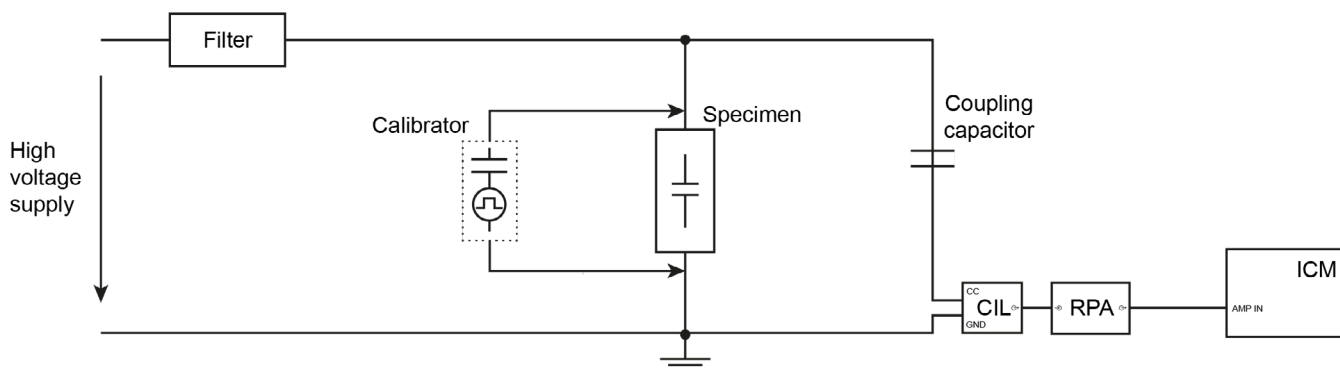 Filter
High
voltage
supply
Calibrator
Specimen
Coupling
capacitor
CC
CIL
GND
RPA
ICM
AMP IN